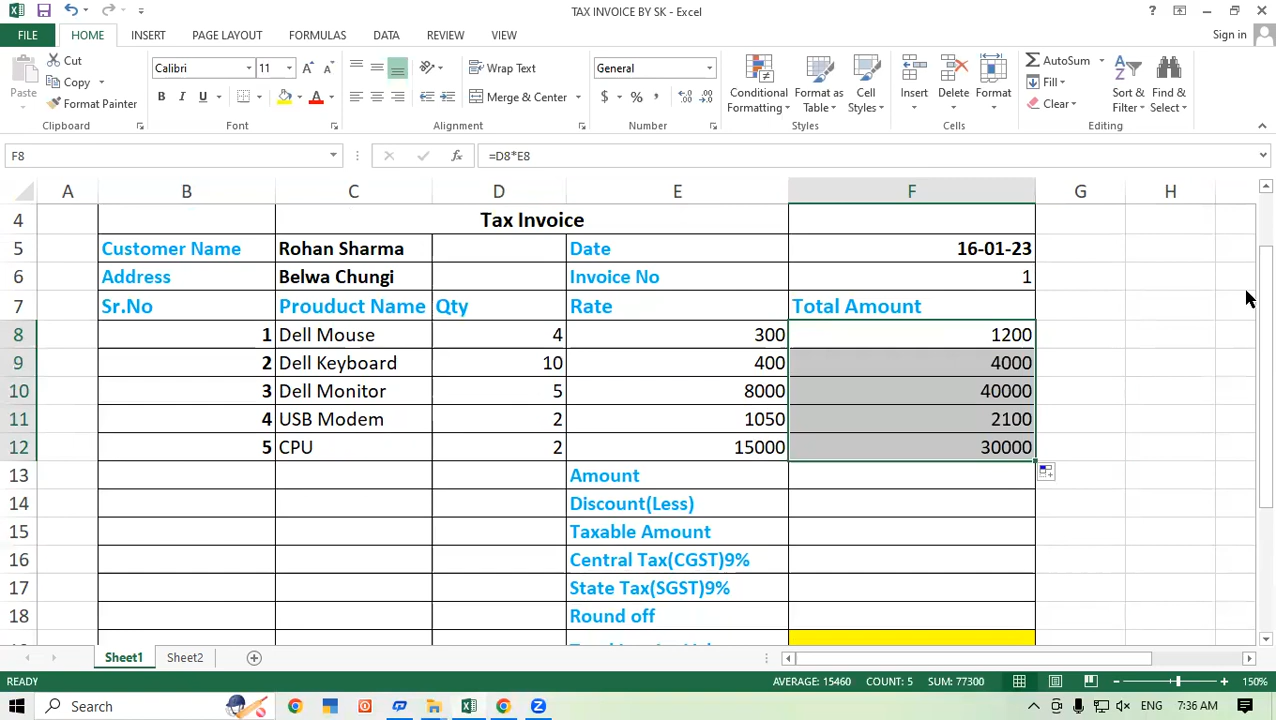 TAX INVOICE BY SK - Excel
?
FILE HOME INSERT PAGE LAYOUT FORMULAS DATA REVIEW VIEW Sign in
Paste Cut Copy Format Painter
Clipboard
Calibri 11
B I U A
Font
Wrap Text
Merge & Center
Alignment
General
$ % ,
Number
Conditional Formatting Format as Table Cell Styles
Styles
Insert Delete Format
Cells
AutoSum Fill Clear Sort & Filter Find & Select
Editing
F8 fx =D8*E8
A B C D E F G H
4 Tax Invoice
5 Customer Name Rohan Sharma Date 16-01-23
6 Address Belwa Chungi Invoice No 1
7 Sr.No Prouduct Name Qty Rate Total Amount
8 1 Dell Mouse 4 300 1200
9 2 Dell Keyboard 10 400 4000
10 3 Dell Monitor 5 8000 40000
11 4 USB Modem 2 1050 2100
12 5 CPU 2 15000 30000
13 Amount
14 Discount(Less)
15 Taxable Amount
16 Central Tax(CGST)9%
17 State Tax(SGST)9%
18 Round off
Sheet1 Sheet2
READY AVERAGE: 15460 COUNT: 5 SUM: 77300 150%
Search ENG 7:36 AM